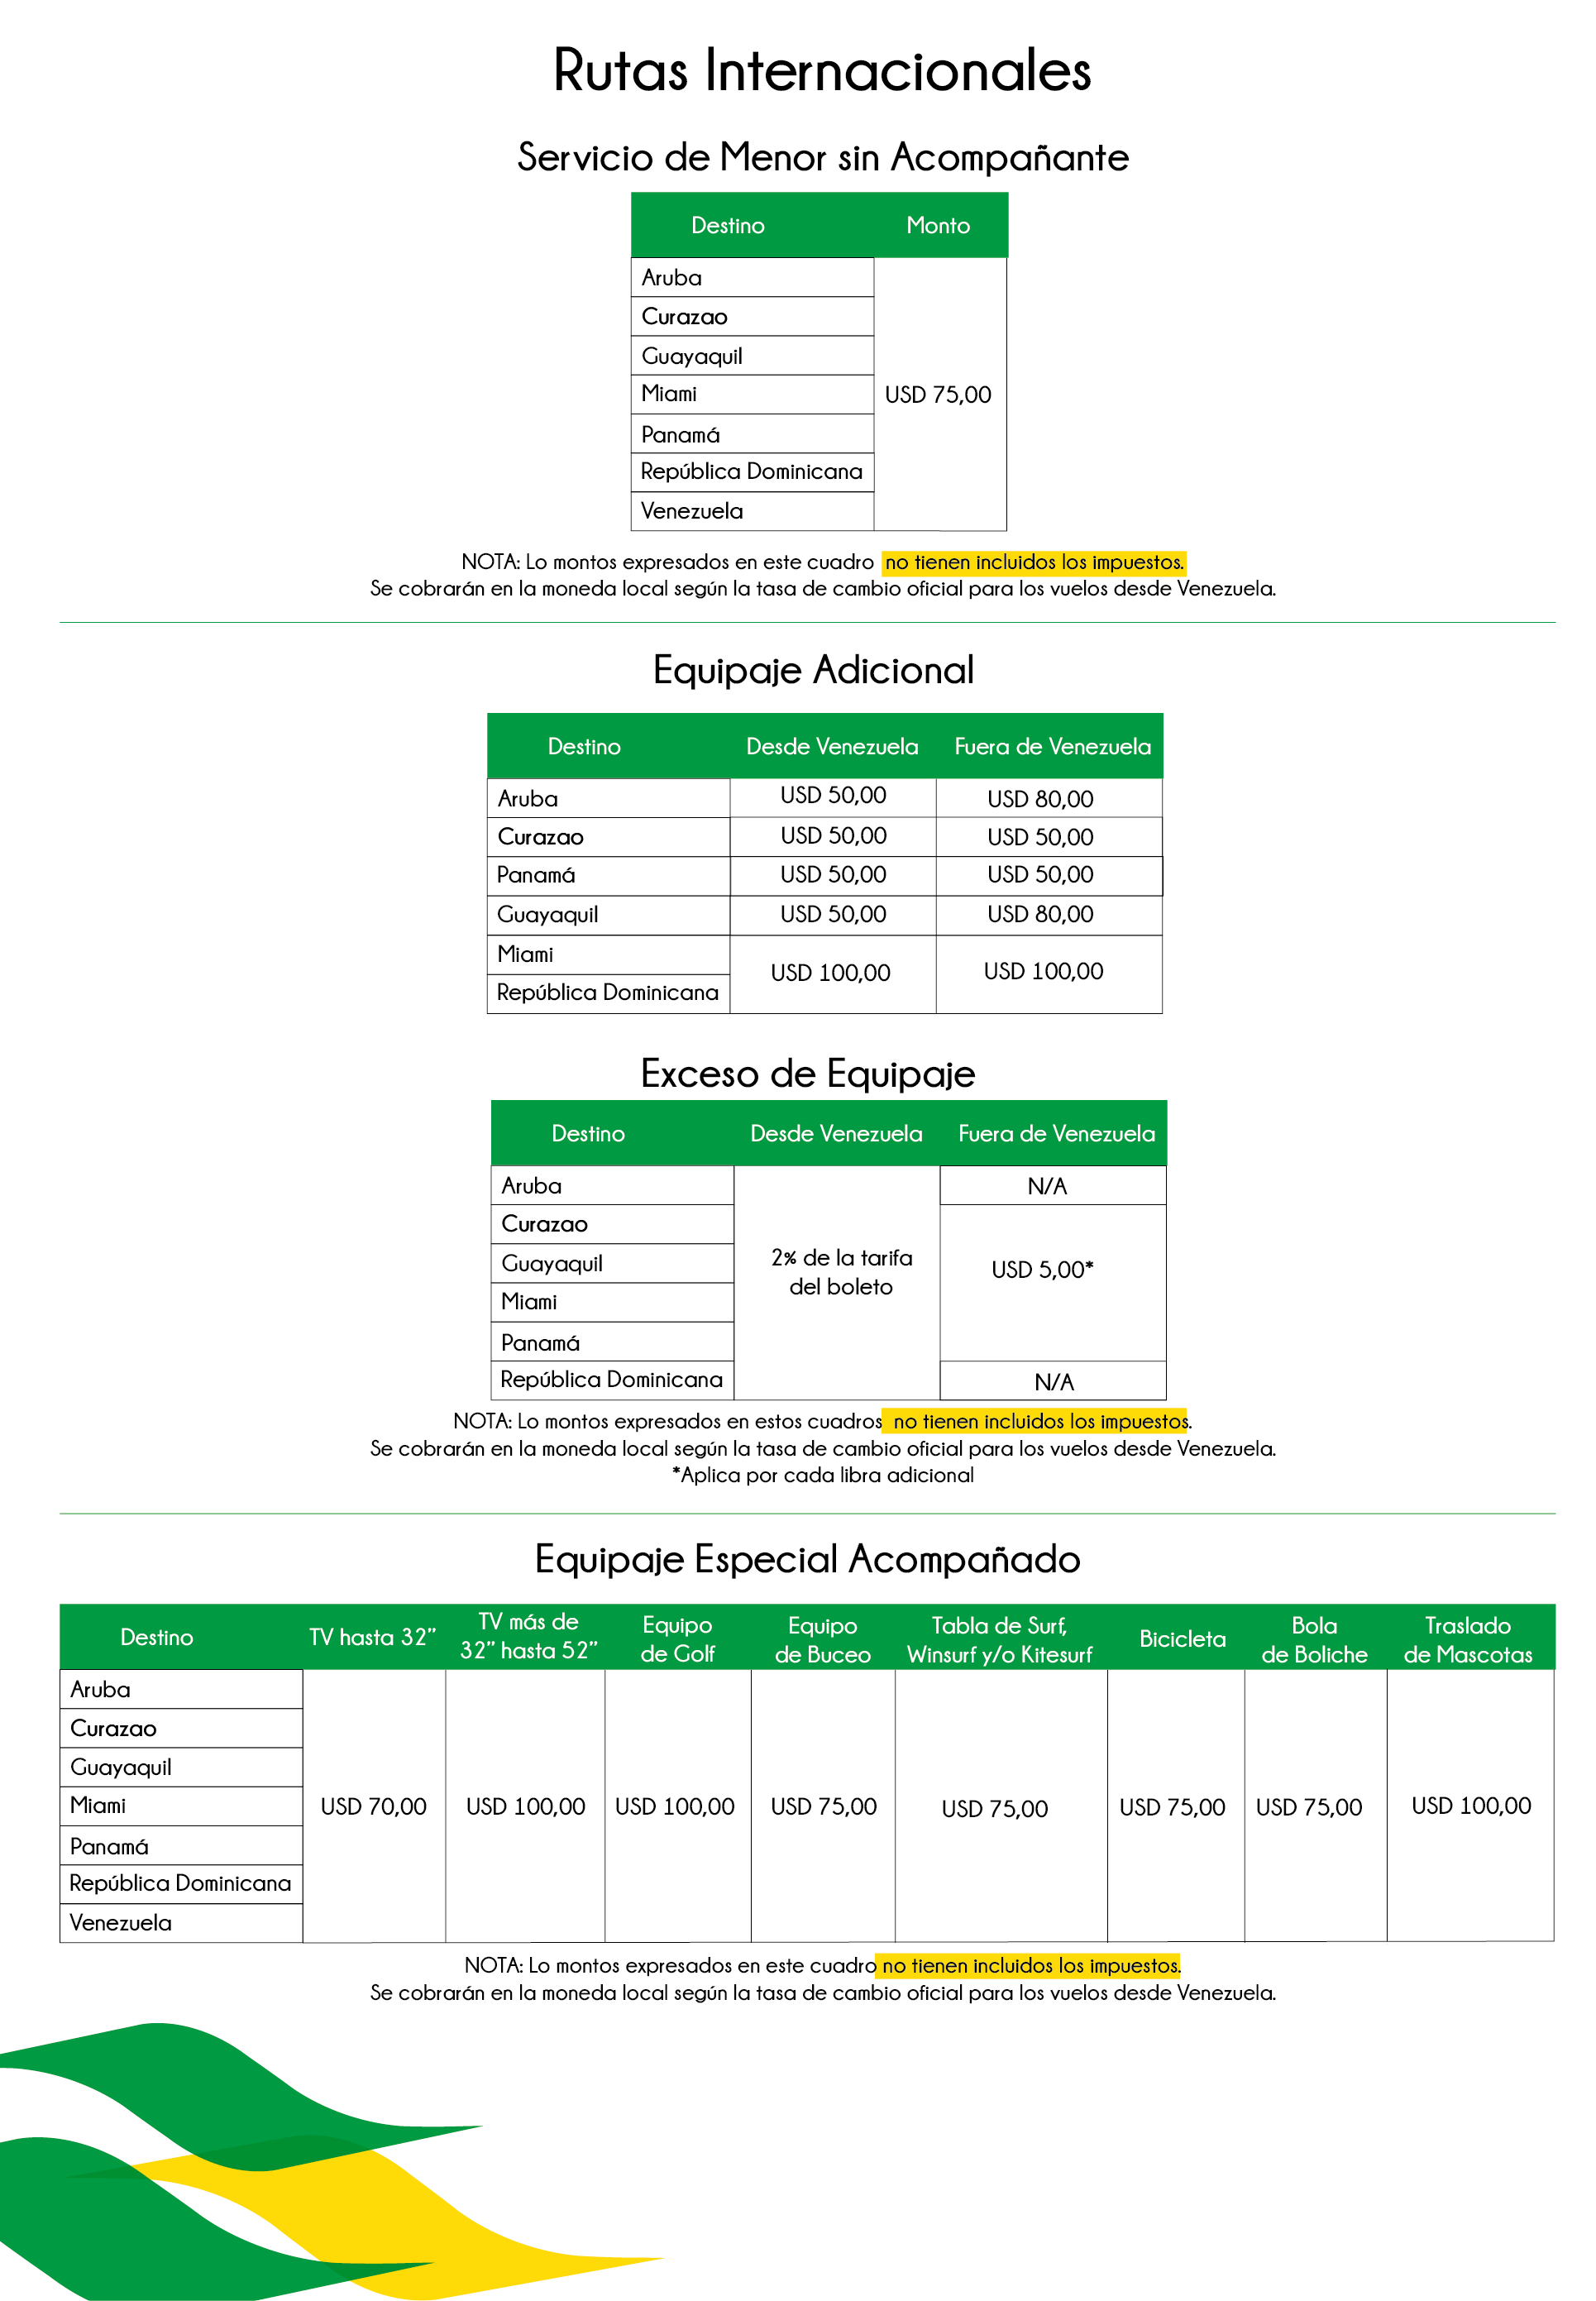 Rutas Internacionales
Servicio de Menor sin Acompañante
Destino Monto
Aruba
Curazao
Guayaquil
Miami USD 75,00
Panamá
República Dominicana
Venezuela
NOTA: Lo montos expresados en este cuadro no tienen incluidos los impuestos.
Se cobrarán en la moneda local según la tasa de cambio oficial para los vuelos desde Venezuela.
Equipaje Adicional
Destino Desde Venezuela Fuera de Venezuela
Aruba USD 50,00 USD 80,00
Curazao USD 50,00 USD 50,00
Panamá USD 50,00 USD 50,00
Guayaquil USD 50,00 USD 80,00
Miami
USD 100,00 USD 100,00
República Dominicana
Exceso de Equipaje
Destino Desde Venezuela Fuera de Venezuela
Aruba N/A
Curazao
Guayaquil 2% de la tarifa USD 5,00*
del boleto
Miami
Panamá
República Dominicana N/A
NOTA: Lo montos expresados en estos cuadros no tienen incluidos los impuestos.
Se cobrarán en la moneda local según la tasa de cambio oficial para los vuelos desde Venezuela.
*Aplica por cada libra adicional
Equipaje Especial Acompañado
Destino
TV hasta 32”
TV más de
32” hasta 52”
Equipo
de Golf
Equipo
de Buceo
Tabla de Surf,
Winsurf y/o Kitesurf
Bicicleta
Bola
de Boliche
Traslado
de Mascotas
Aruba
Curazao
Guayaquil
Miami USD 70,00 USD 100,00 USD 100,00 USD 75,00 USD 75,00 USD 75,00 USD 75,00 USD 100,00
Panamá
República Dominicana
Venezuela
NOTA: Lo montos expresados en este cuadro no tienen incluidos los impuestos.
Se cobrarán en la moneda local según la tasa de cambio oficial para los vuelos desde Venezuela.